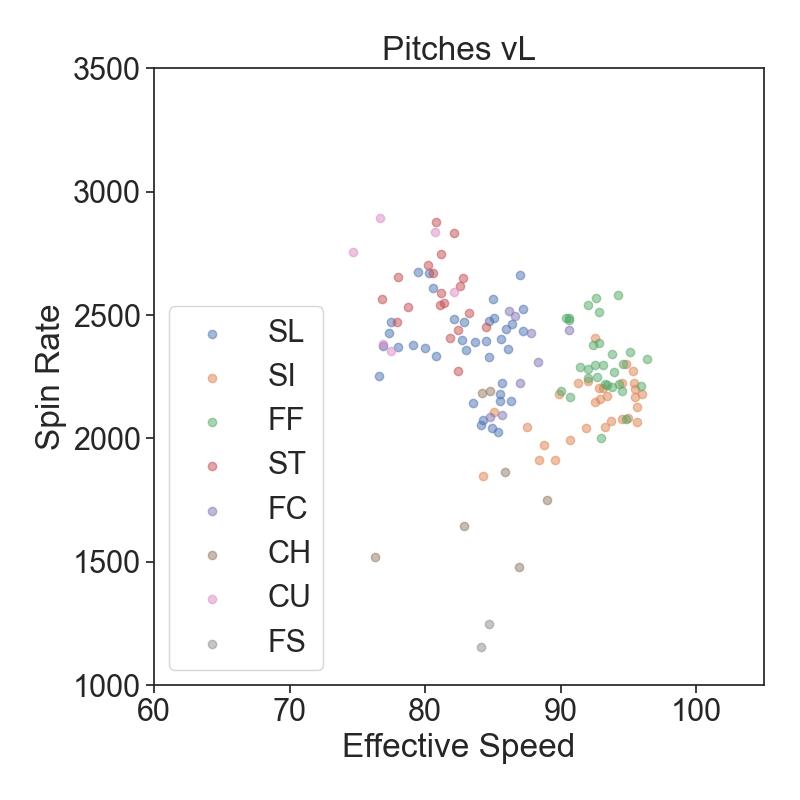 Pitches vL
3500
3000
2500
2000
1500
1000
Spin Rate
SL
SI
FF
ST
FC
CH
CU
FS
60
70
80
90
100
Effective Speed